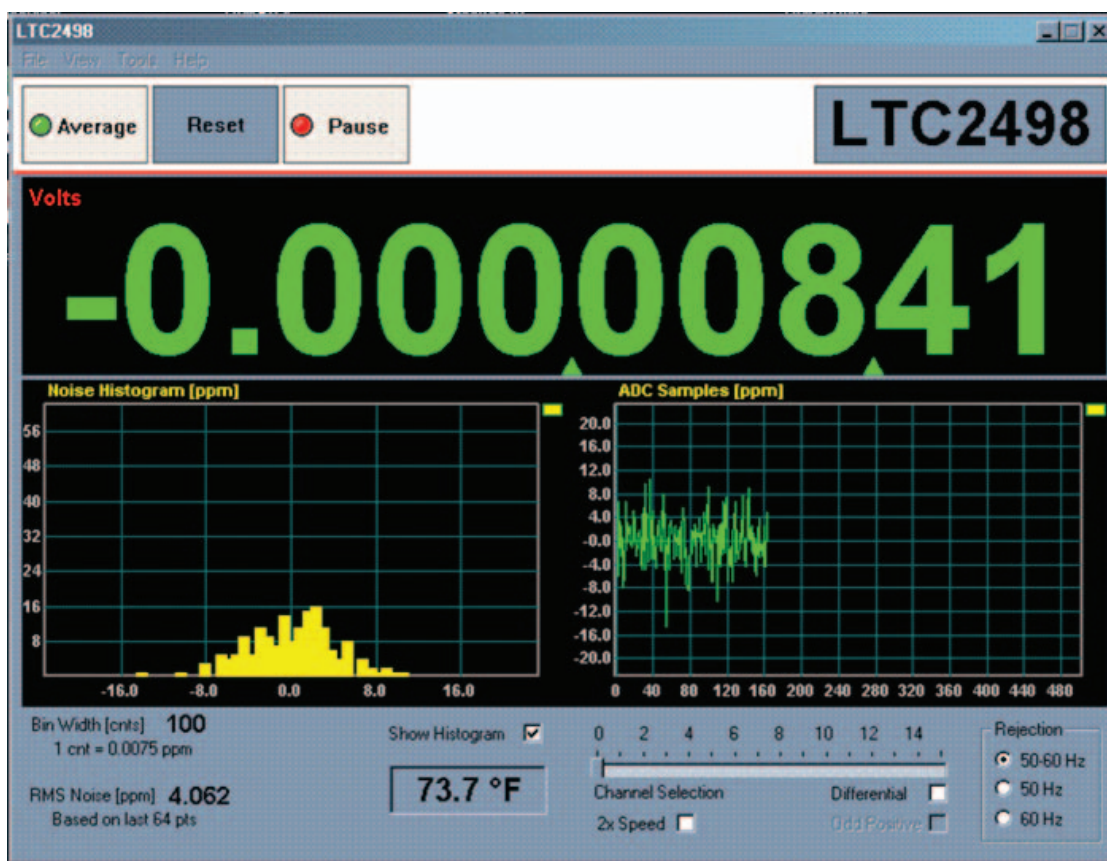 LTC2498
File View Tools Help
Average
Reset
Pause
LTC2498
Volts
-0.00000841
Noise Histogram [ppm]
56
48
40
32
24
16
8
-16.0 -8.0 0.0 8.0 16.0
ADC Samples [ppm]
20.0
16.0
12.0
8.0
4.0
-0.0
-4.0
-8.0
-12.0
-16.0
-20.0
0 40 80 120 160 200 240 280 320 360 400 440 480
Bin Width [cnts] 100
1 cnt = 0.0075 ppm
RMS Noise [ppm] 4.062
Based on last 64 pts
Show Histogram
73.7 °F
0 2 4 6 8 10 12 14
Channel Selection
Differential
2x Speed
Odd Positive
Rejection
50-60 Hz
50 Hz
60 Hz